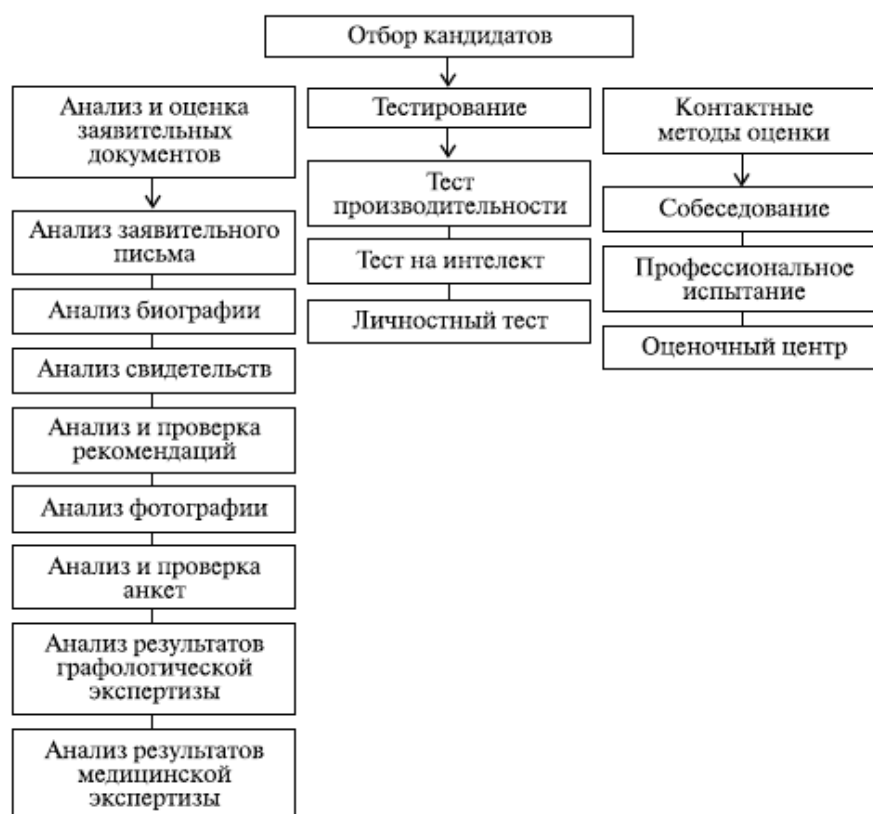 Отбор кандидатов
Анализ и оценка
заявительных
документов
Анализ заявительного
письма
Анализ биографии
Анализ свидетельств
Анализ и проверка
рекомендаций
Анализ фотографии
Анализ и проверка
анкет
Анализ результатов
графологической
экспертизы
Анализ результатов
медицинской
экспертизы
Тестирование
Тест
производительности
Тест на интелект
Личностный тест
Контактные
методы оценки
Собеседование
Профессиональное
испытание
Оценочный центр